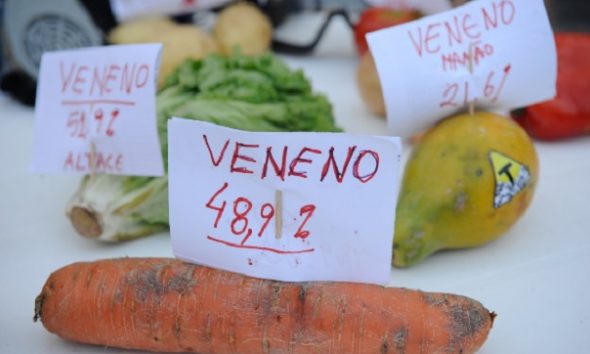 VENENO
51,9%
ALFACE
VENENO
MAMÃO
21,6%
VENENO
48,9%
T